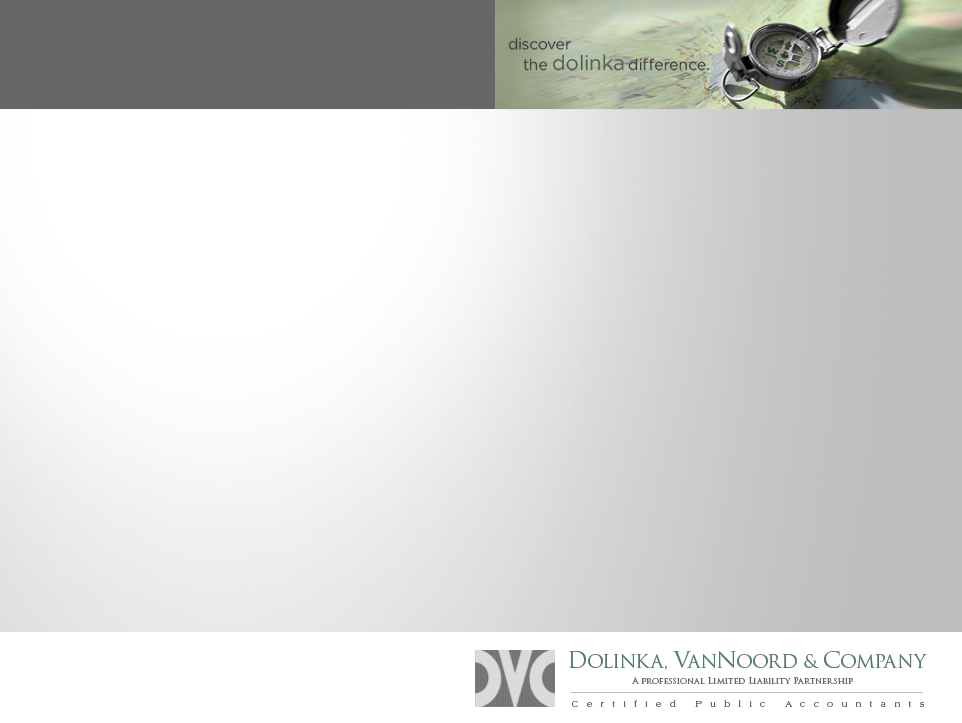 discover
the dolinka difference.
W
S
DVC
DOLINKA, VANNOORD & COMPANY
A PROFESSIONAL LIMITED LIABILITY PARTNERSHIP
Certified Public Accountants